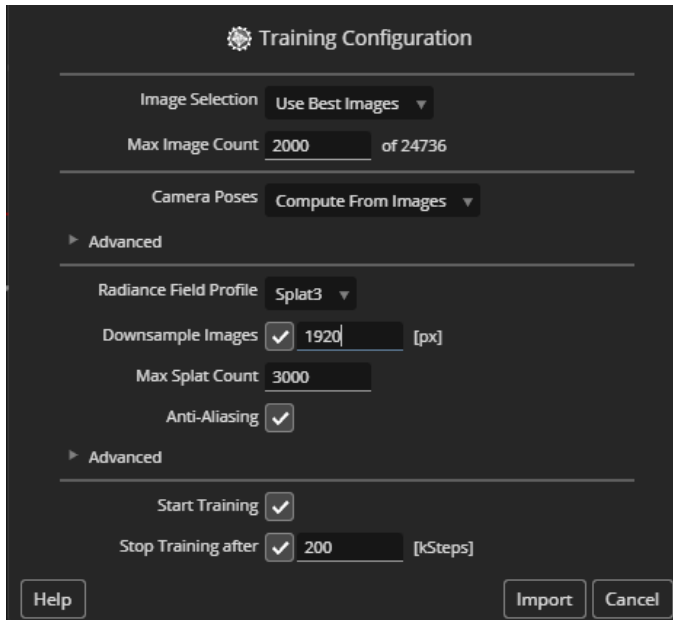 Training Configuration
Image Selection Use Best Images
Max Image Count 2000 of 24736
Camera Poses Compute From Images
Advanced
Radiance Field Profile Splat3
Downsample Images 1920 [px]
Max Splat Count 3000
Anti-Aliasing
Advanced
Start Training
Stop Training after 200 [kSteps]
Help Import Cancel